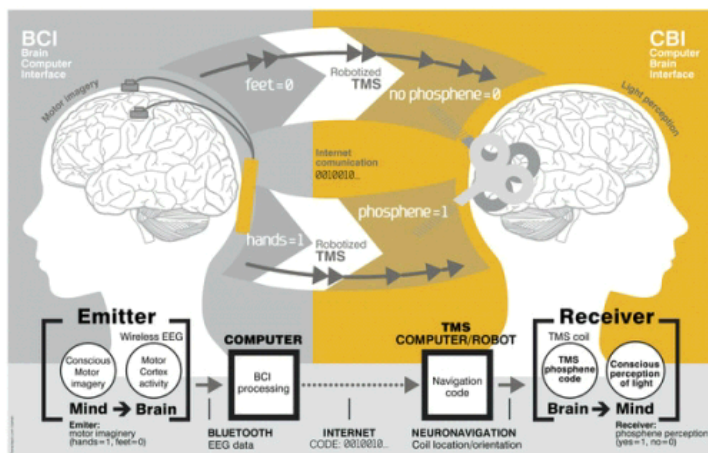 BCI
Brain
Computer
Interface
Motor imagery
feet=0
Robotized
TMS
no phosphene=0
CBI
Computer
Brain
Interface
Light perception
Internet
comunication
0010010...
hands=1
Robotized
TMS
phosphene=1
Emitter
Wireless EEG
Conscious
Motor
imagery
Motor
Cortex
activity
Mind → Brain
Emiter:
motor imaginery
(hands=1, feet=0)
COMPUTER
BCI
processing
BLUETOOTH
EEG data
INTERNET
CODE: 0010010...
TMS
COMPUTER/ROBOT
Navigation
code
NEURONAVIGATION
Coil location/orientation
Receiver
TMS coil
TMS
phosphene
code
Conscious
perception
of light
Brain → Mind
Receiver:
phosphene perception
(yes=1, no=0)